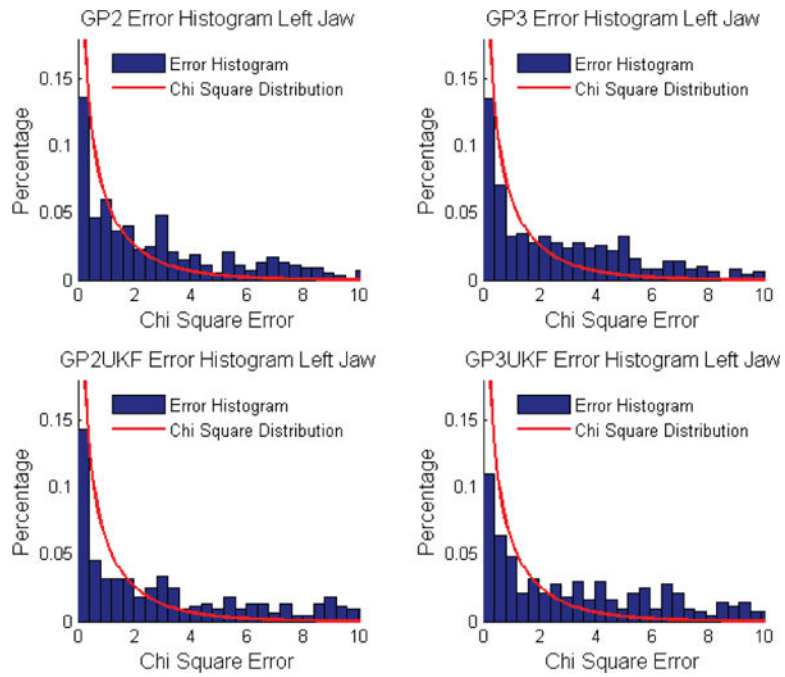 GP2 Error Histogram Left Jaw
0.15
0.1
0.05
0
Percentage
Error Histogram
Chi Square Distribution
0 2 4 6 8 10
Chi Square Error
GP3 Error Histogram Left Jaw
0.15
0.1
0.05
0
Percentage
Error Histogram
Chi Square Distribution
0 2 4 6 8 10
Chi Square Error
GP2UKF Error Histogram Left Jaw
0.15
0.1
0.05
0
Percentage
Error Histogram
Chi Square Distribution
0 2 4 6 8 10
Chi Square Error
GP3UKF Error Histogram Left Jaw
0.15
0.1
0.05
0
Percentage
Error Histogram
Chi Square Distribution
0 2 4 6 8 10
Chi Square Error